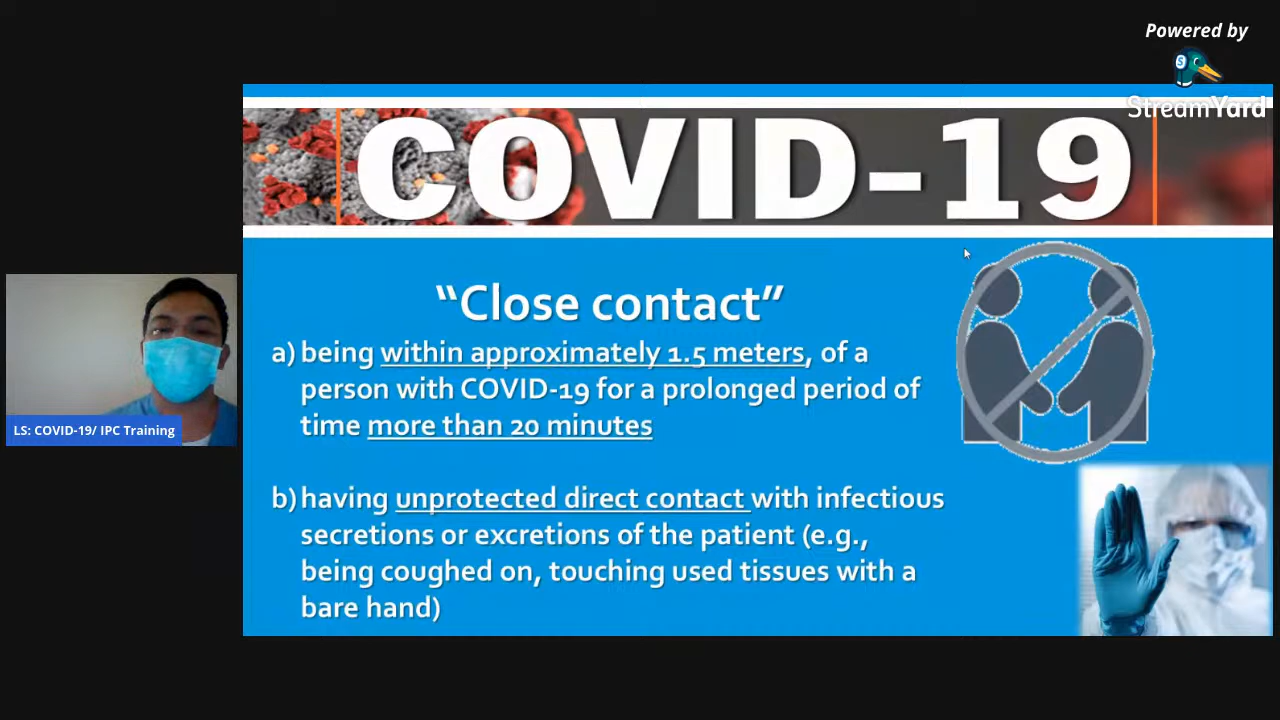 Powered by
StreamYard
COVID-19
“Close contact”
a) being within approximately 1.5 meters, of a
person with COVID-19 for a prolonged period of
time more than 20 minutes
b) having unprotected direct contact with infectious
secretions or excretions of the patient (e.g.,
being coughed on, touching used tissues with a
bare hand)
LS: COVID-19/ IPC Training